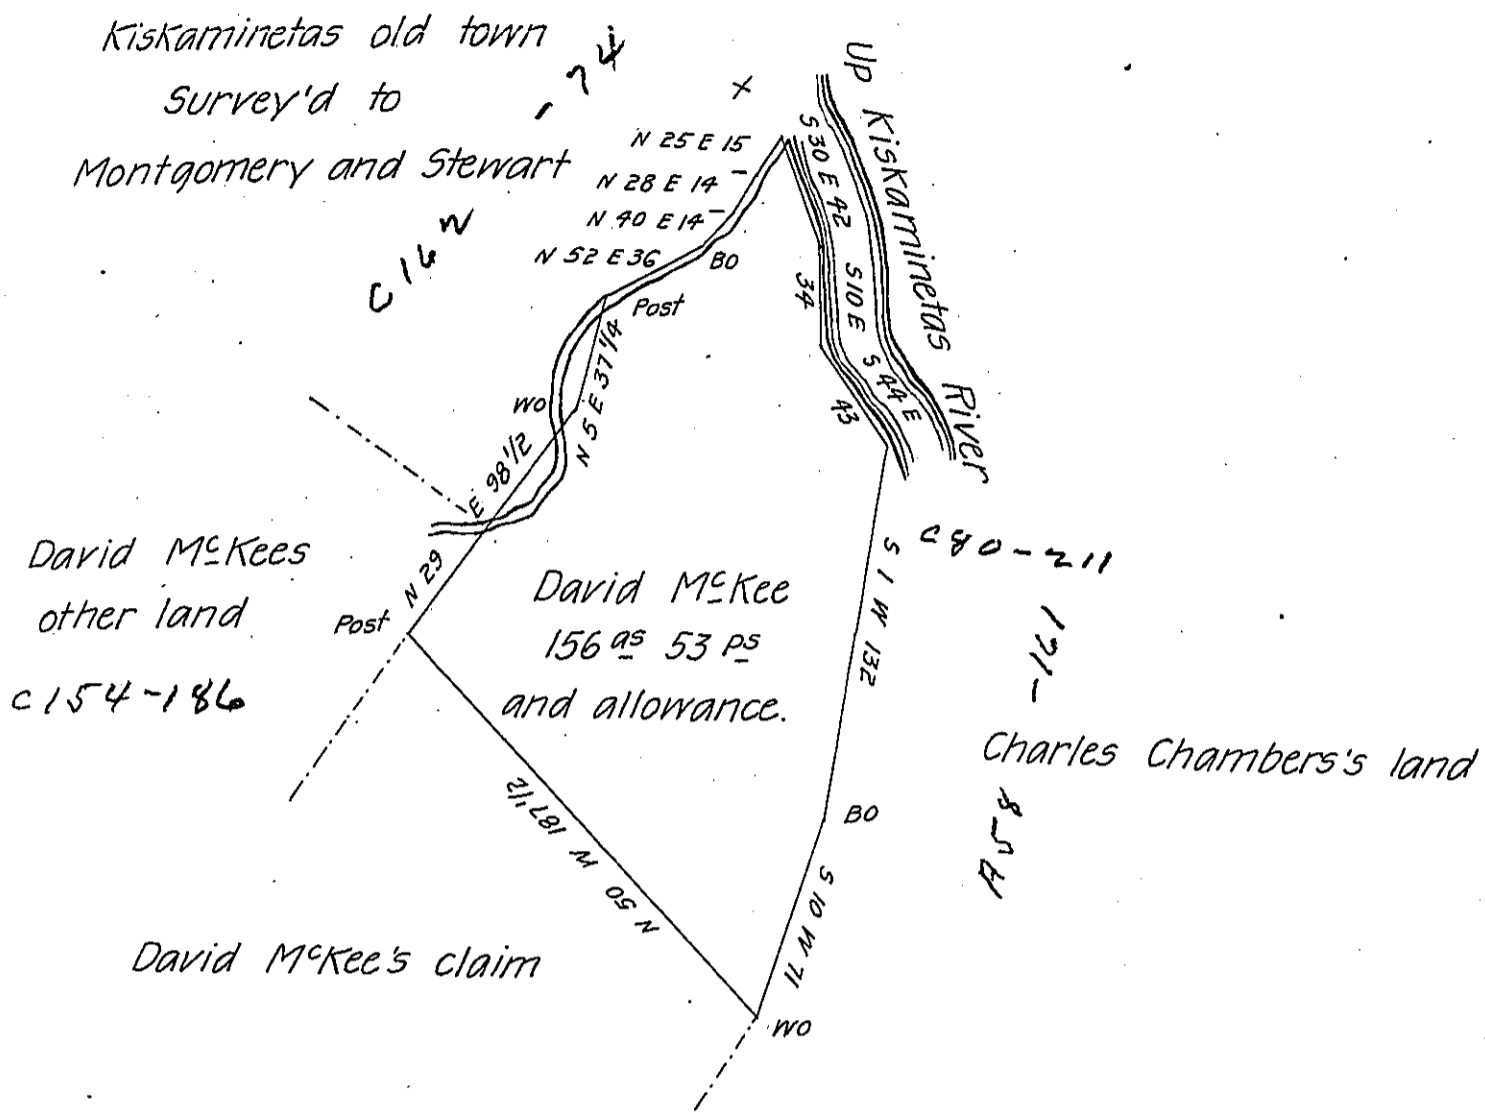 Kiskaminetas old town
Survey'd to
Montgomery and Stewart
C16N -74
x
N 25 E 15
N 28 E 14
N 40 E 14
N 52 E 36
BO
Post
N 5 E 37 1/4
WO
N 29 E 98 1/2
Post
Up Kiskaminetas River
S 30 E 42
S 10 E 34
S 44 E 43
S 1 W 132
C80-211
David McKees
other land
C154-186
David McKee
156 as 53 ps
and allowance.
A58-161
Charles Chambers's land
BO
S 10 W 71
N 50 W 187 1/2
David McKee's claim
WO